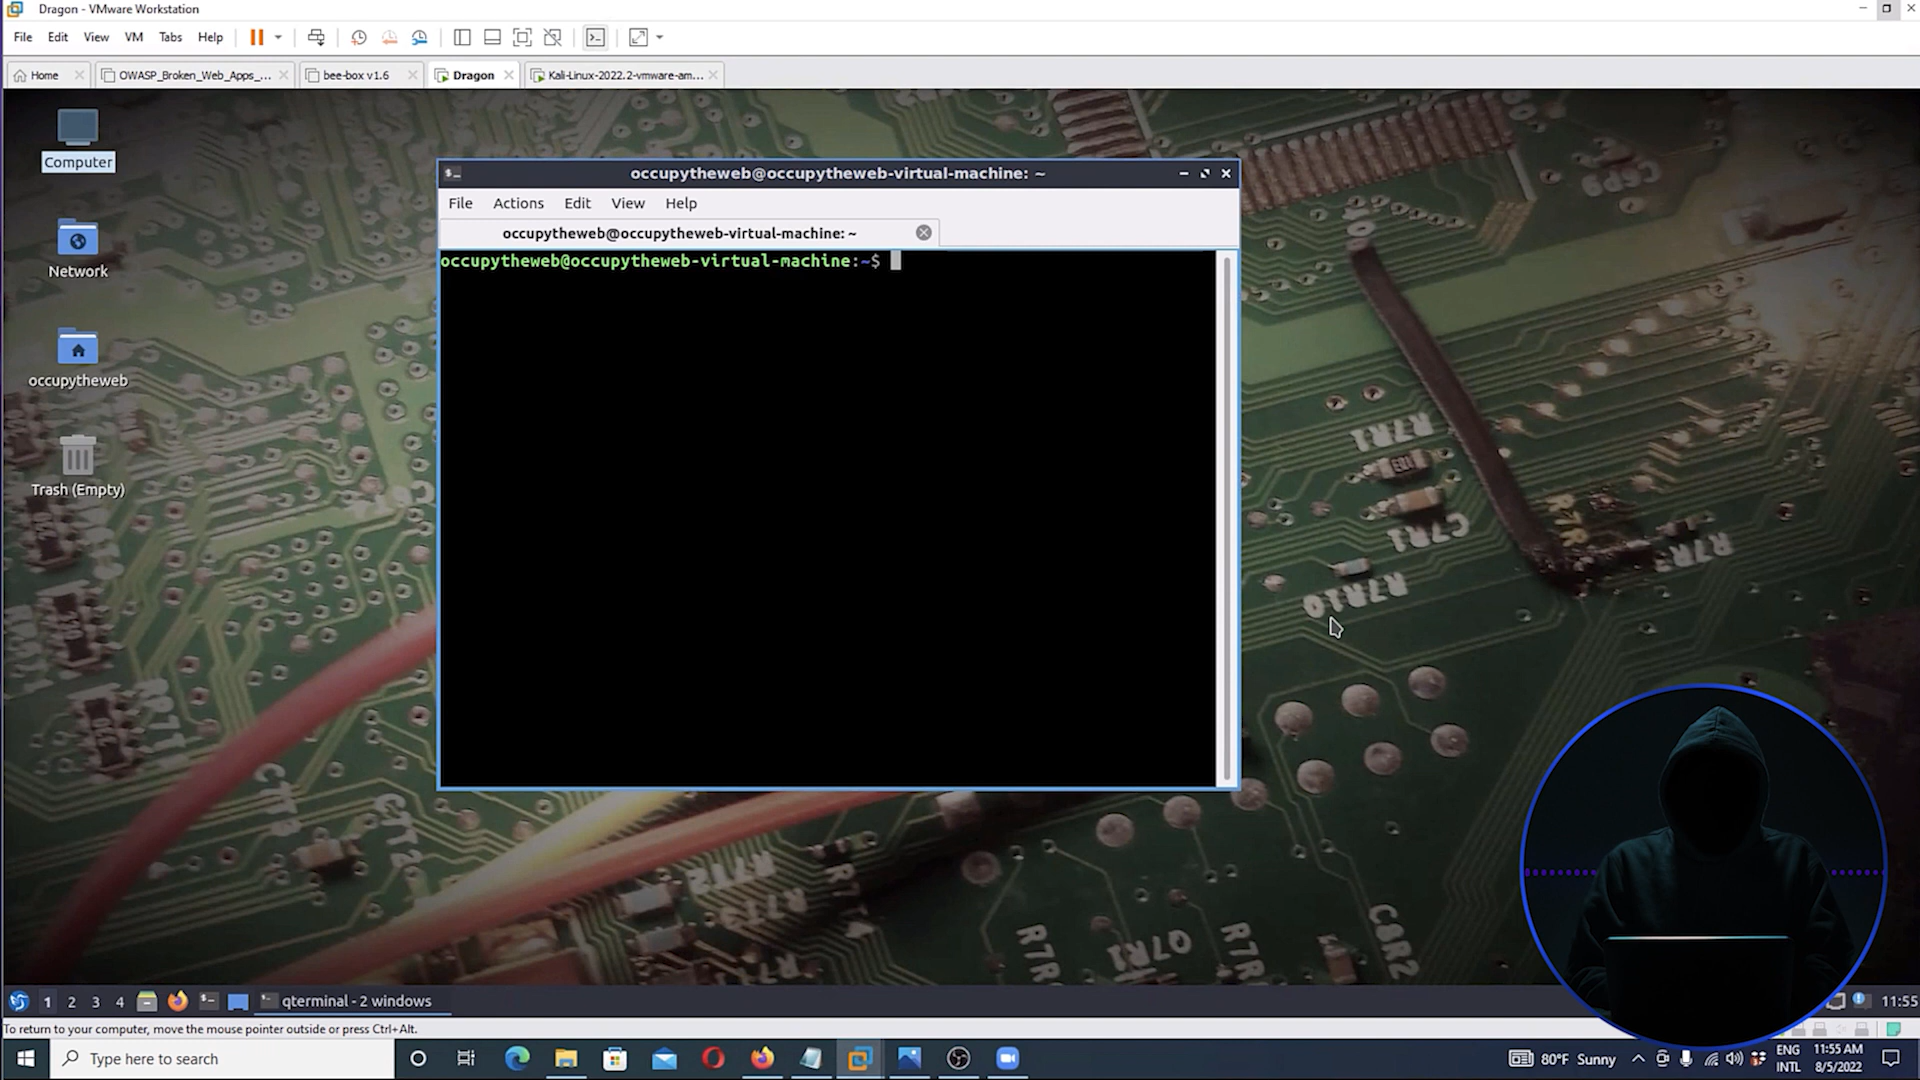 Dragon - VMware Workstation
File Edit View VM Tabs Help
Home OWASP_Broken_Web_Apps_... bee-box v1.6 Dragon Kali-Linux-2022.2-vmware-am...
Computer
Network
occupytheweb
Trash (Empty)
occupytheweb@occupytheweb-virtual-machine: ~
File Actions Edit View Help
occupytheweb@occupytheweb-virtual-machine: ~
occupytheweb@occupytheweb-virtual-machine:~$
R7R1
C7R1
R7R10
C8R2
1 2 3 4 qterminal - 2 windows 11:55
To return to your computer, move the mouse pointer outside or press Ctrl+Alt.
Type here to search 80°F Sunny ENG INTL 11:55 AM 8/5/2022